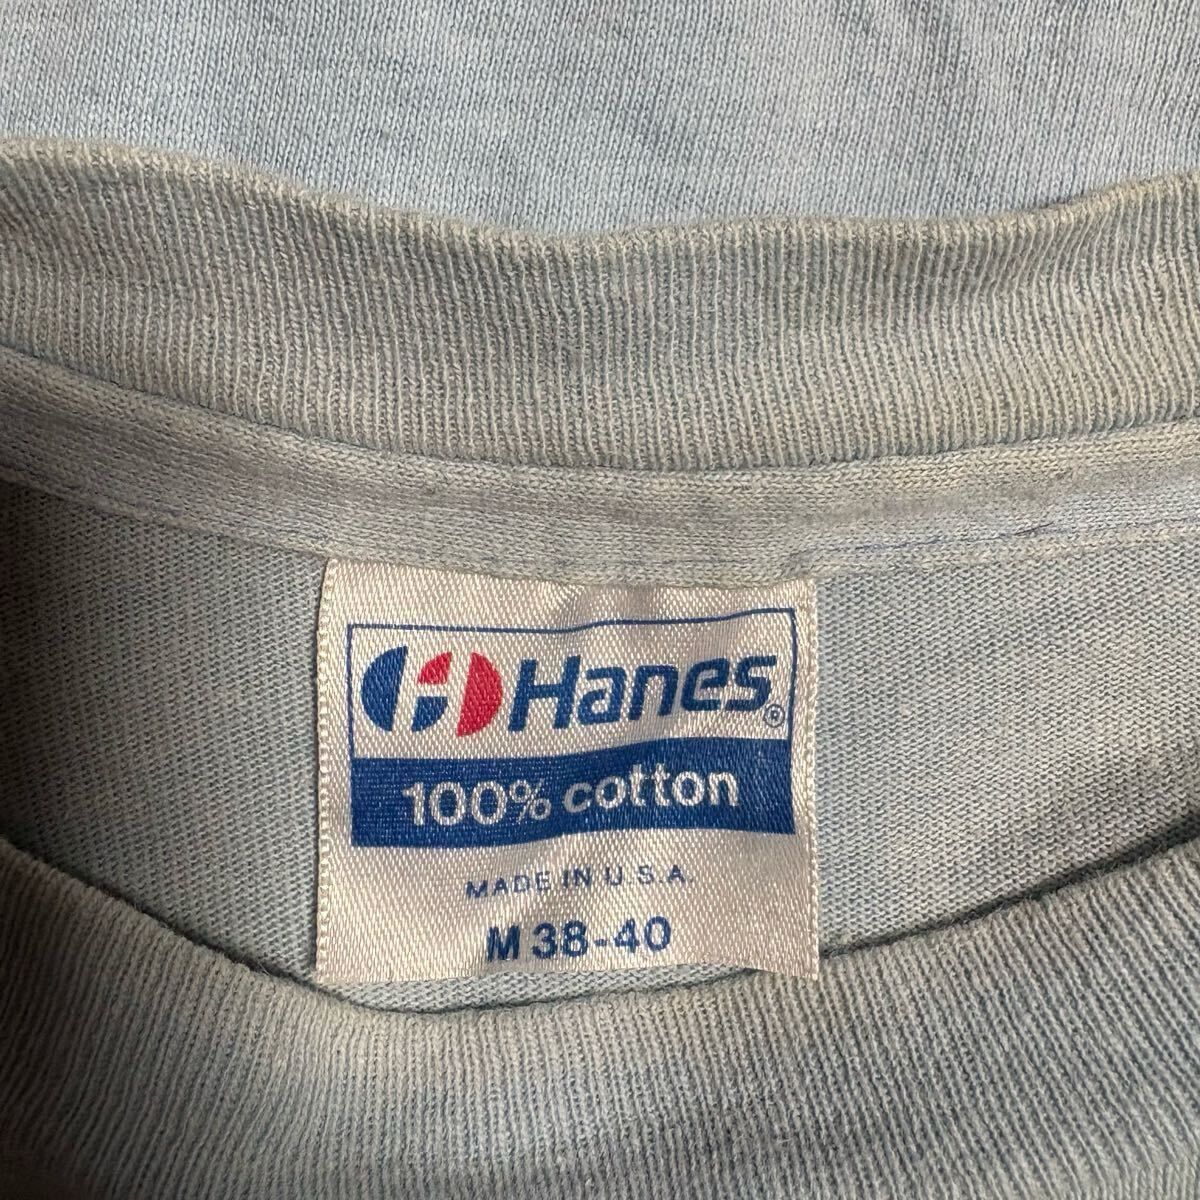 Hanes®
100% cotton
MADE IN U.S.A.
M 38-40